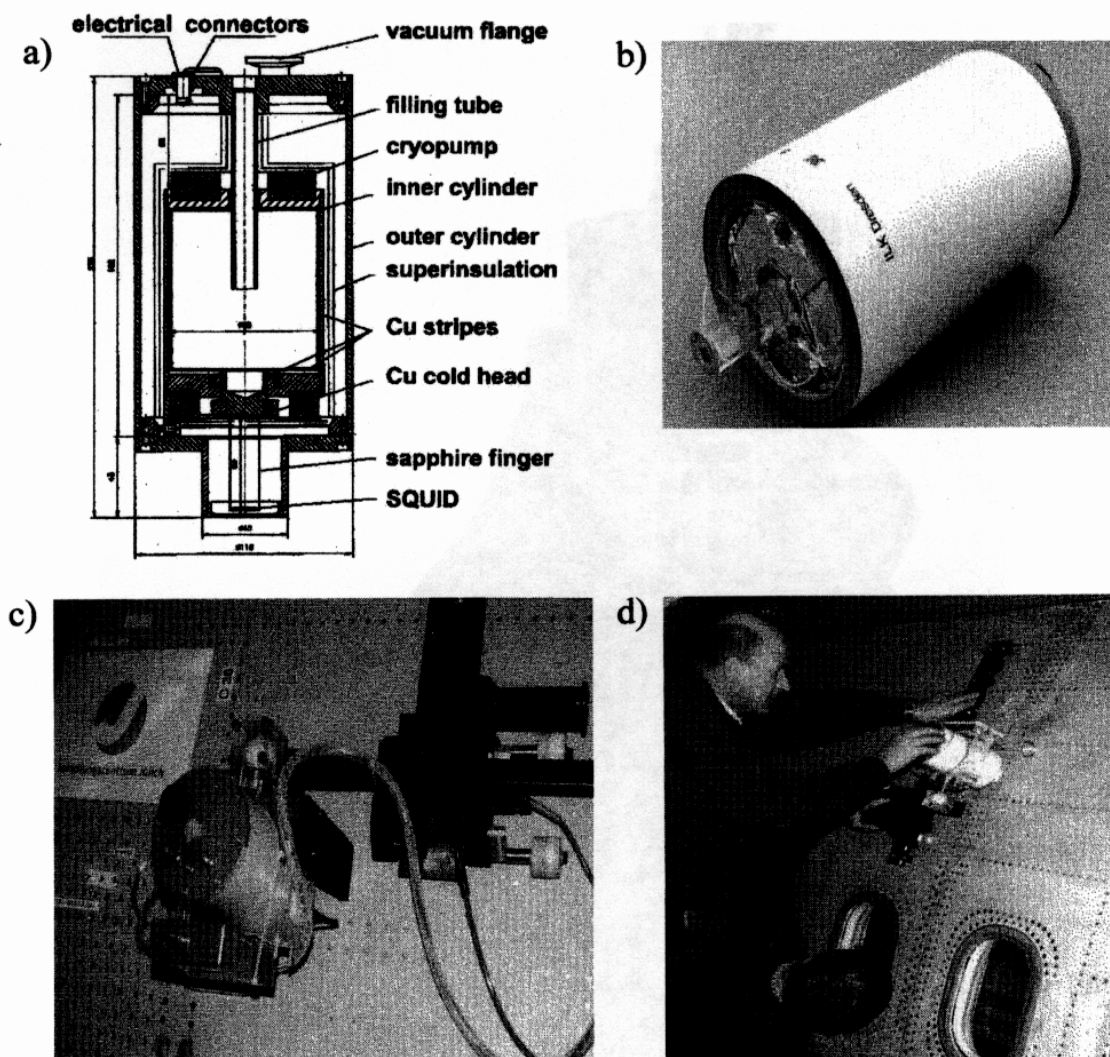 a)
electrical connectors
vacuum flange
filling tube
cryopump
inner cylinder
outer cylinder
superinsulation
Cu stripes
Cu cold head
sapphire finger
SQUID
b)
ILK Dresden
c)
d)